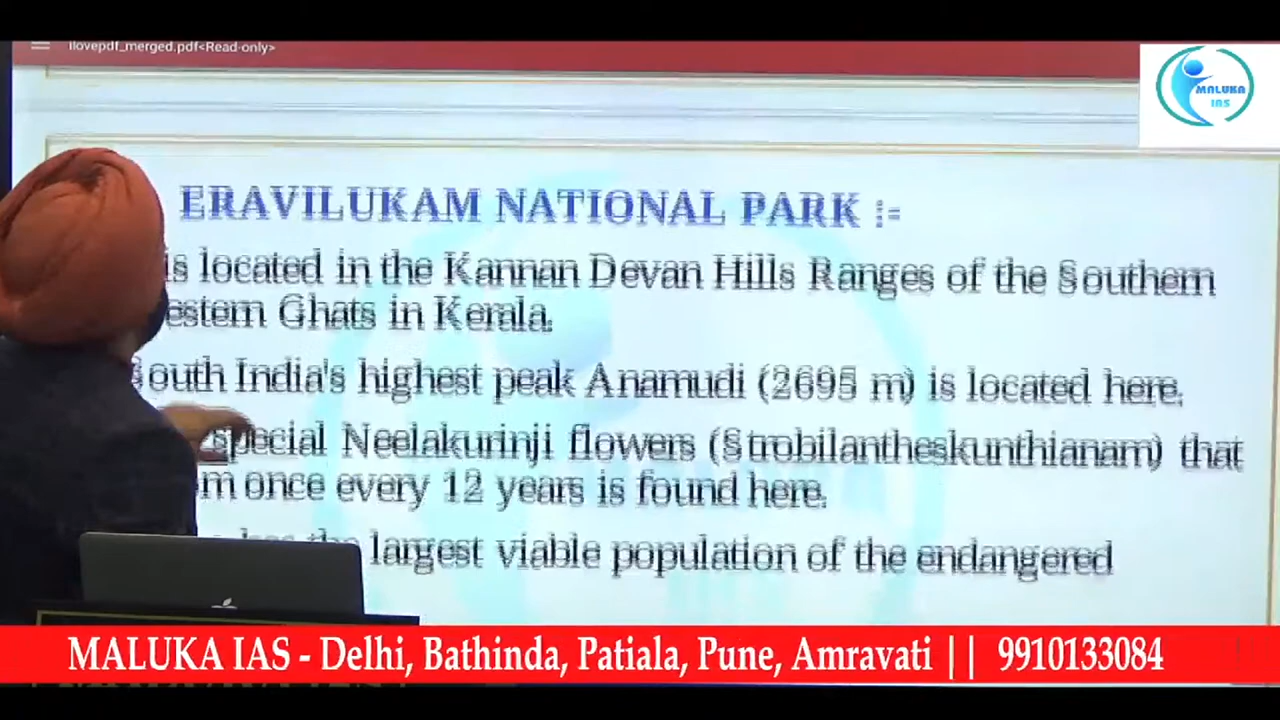 ilovepdf_merged.pdf<Read-only>
MALUKA
IAS
ERAVILUKAM NATIONAL PARK :-
is located in the Kannan Devan Hills Ranges of the Southern
estern Ghats in Kerala.
South India's highest peak Anamudi (2695 m) is located here.
special Neelakurinji flowers (Strobilantheskunthianam) that
om once every 12 years is found here.
the largest viable population of the endangered
MALUKA IAS - Delhi, Bathinda, Patiala, Pune, Amravati || 9910133084